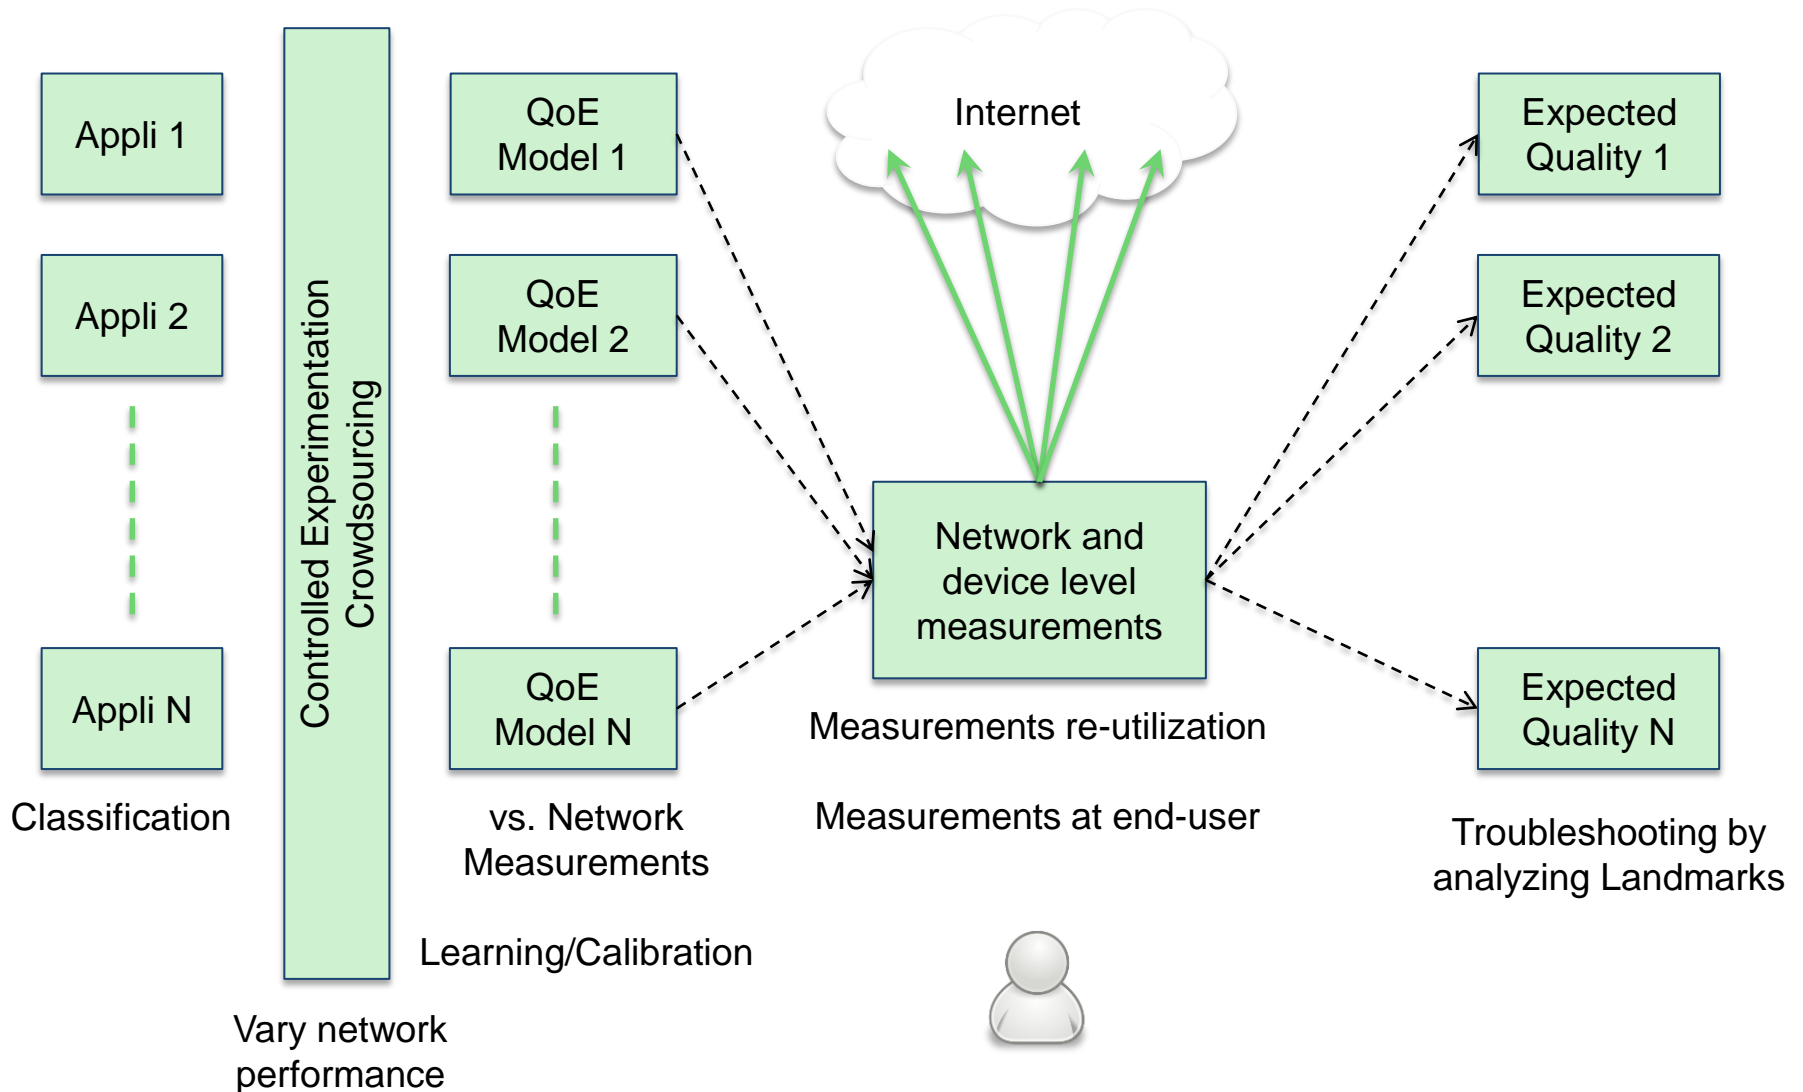 Appli 1
Appli 2
Appli N
Classification
Controlled Experimentation
Crowdsourcing
Vary network
performance
QoE
Model 1
QoE
Model 2
QoE
Model N
vs. Network
Measurements
Learning/Calibration
Internet
Network and
device level
measurements
Measurements re-utilization
Measurements at end-user
Expected
Quality 1
Expected
Quality 2
Expected
Quality N
Troubleshooting by
analyzing Landmarks